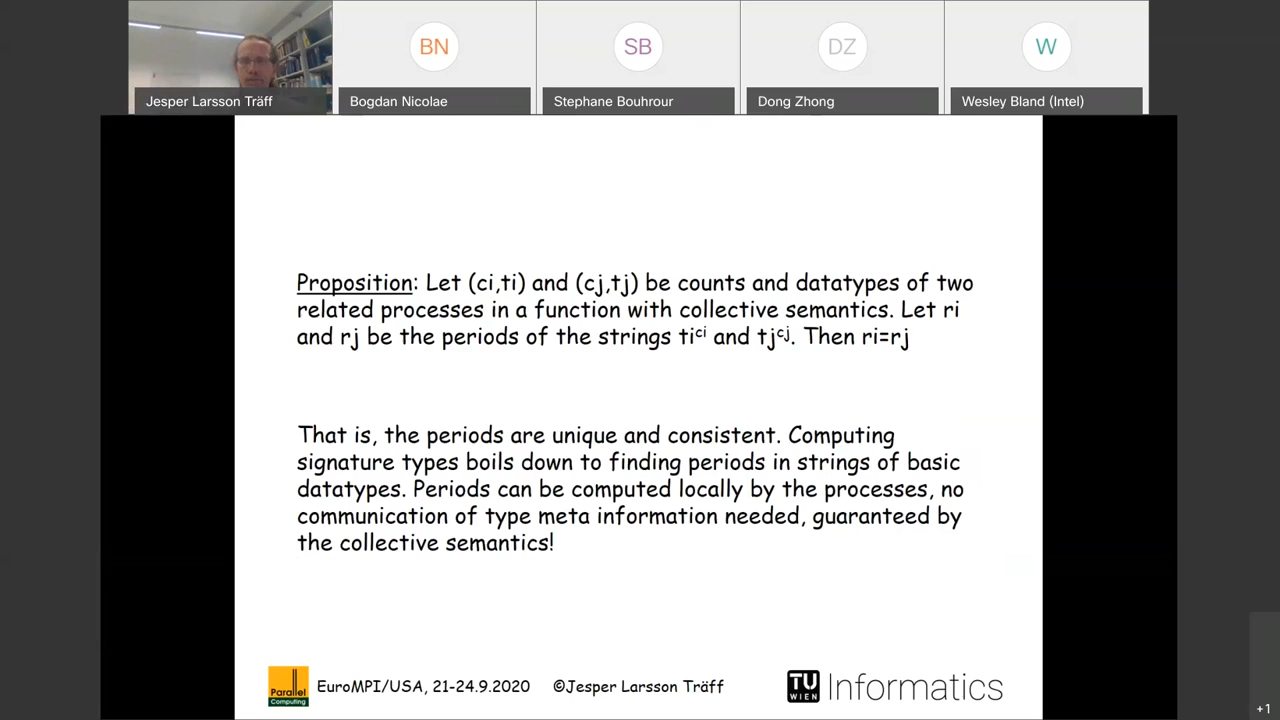 BN
SB
DZ
W
Jesper Larsson Träff
Bogdan Nicolae
Stephane Bouhrour
Dong Zhong
Wesley Bland (Intel)
Proposition: Let (ci,ti) and (cj,tj) be counts and datatypes of two
related processes in a function with collective semantics. Let ri
and rj be the periods of the strings ti^ci and tj^cj. Then ri=rj
That is, the periods are unique and consistent. Computing
signature types boils down to finding periods in strings of basic
datatypes. Periods can be computed locally by the processes, no
communication of type meta information needed, guaranteed by
the collective semantics!
Parallel
Computing
EuroMPI/USA, 21-24.9.2020 ©Jesper Larsson Träff
TU
WIEN
Informatics
+1